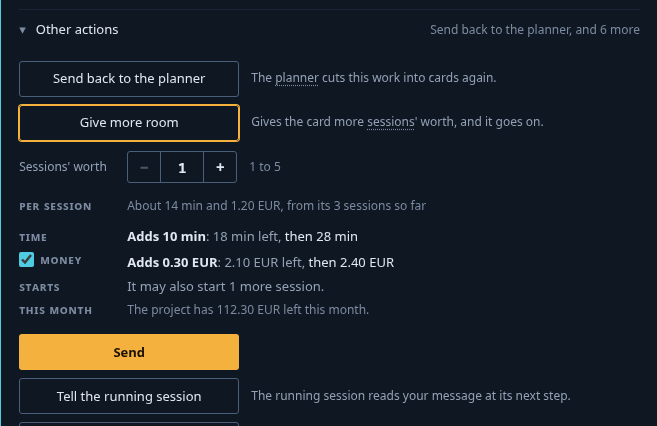 ▾ Other actions Send back to the planner, and 6 more
Send back to the planner The planner cuts this work into cards again.
Give more room Gives the card more sessions' worth, and it goes on.
Sessions' worth − 1 + 1 to 5
PER SESSION About 14 min and 1.20 EUR, from its 3 sessions so far
TIME Adds 10 min: 18 min left, then 28 min
MONEY Adds 0.30 EUR: 2.10 EUR left, then 2.40 EUR
STARTS It may also start 1 more session.
THIS MONTH The project has 112.30 EUR left this month.
Send
Tell the running session The running session reads your message at its next step.